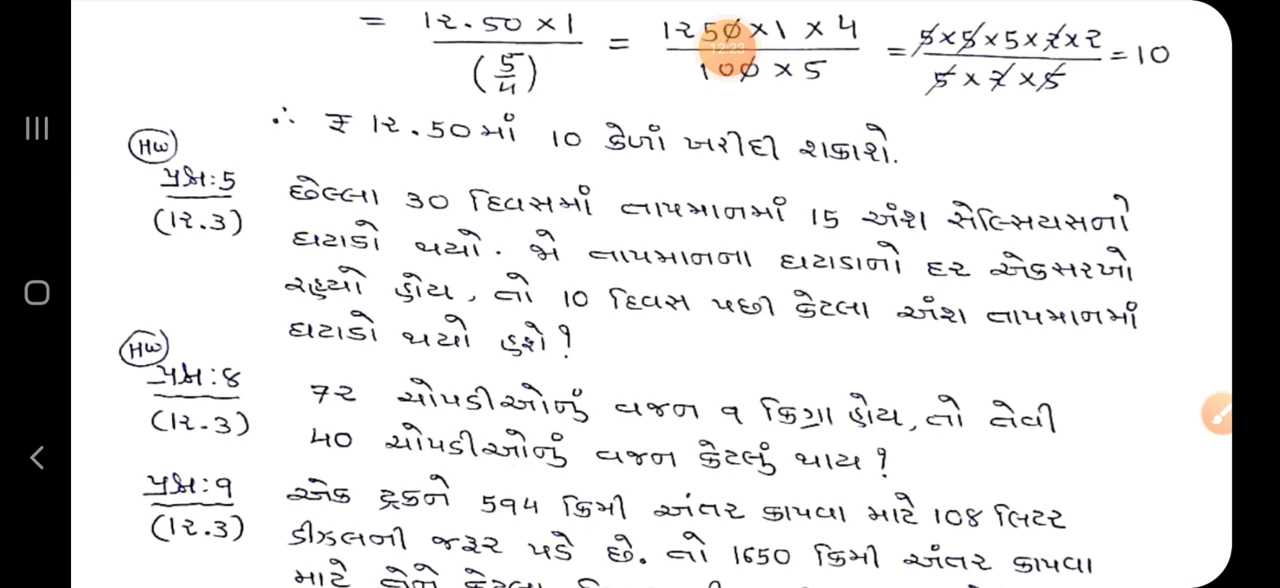 = 12.50 × 1 / (5/4) = 1250 × 1 × 4 / 100 × 5 = 5 × 5 × 5 × 2 × 2 / 5 × 2 × 5 = 10
12:23
∴ ₹ 12.50માં 10 કેળાં ખરીદી શકાશે.
HW
પ્રશ્ન:5 છેલ્લા 30 દિવસમાં તાપમાનમાં 15 અંશ સેલ્સિયસનો
(12.3) ઘટાડો થયો. જો તાપમાનના ઘટાડાનો દર એકસરખો
રહ્યો હોય, તો 10 દિવસ પછી કેટલા અંશ તાપમાનમાં
ઘટાડો થયો હશે?
HW
પ્રશ્ન:8 72 ચોપડીઓનું વજન 9 કિગ્રા હોય, તો તેવી
(12.3) 40 ચોપડીઓનું વજન કેટલું થાય?
પ્રશ્ન:9 એક ટ્રકને 594 કિમી અંતર કાપવા માટે 108 લિટર
(12.3) ડીઝલની જરૂર પડે છે. તો 1650 કિમી અંતર કાપવા
માટે તેને કેટલા